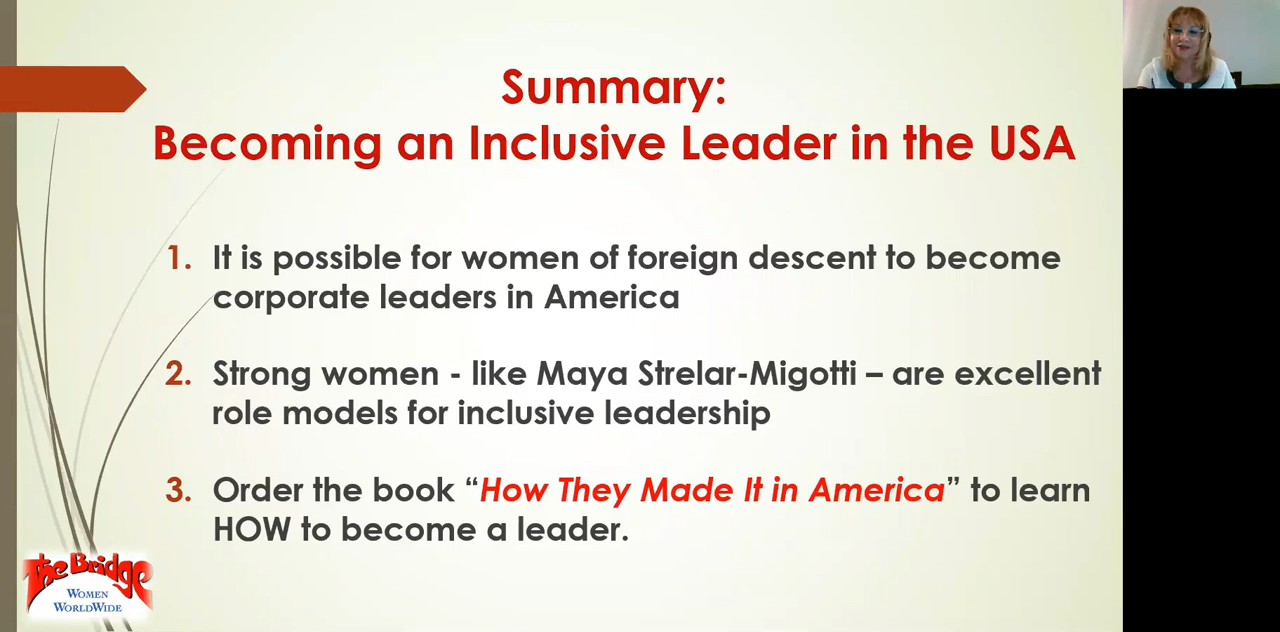 Summary:
Becoming an Inclusive Leader in the USA
1. It is possible for women of foreign descent to become
corporate leaders in America
2. Strong women - like Maya Strelar-Migotti – are excellent
role models for inclusive leadership
3. Order the book “How They Made It in America” to learn
HOW to become a leader.
The Bridge
WOMEN
WORLDWIDE